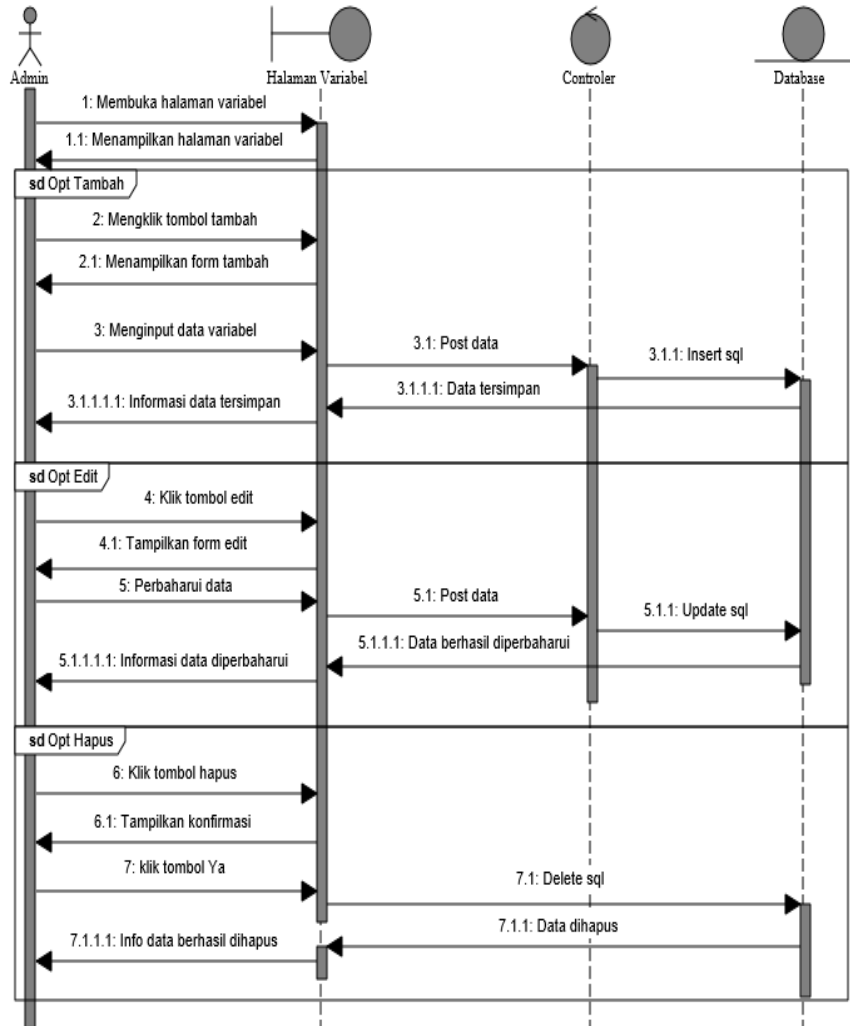 Admin
Halaman Variabel
Controler
Database
1: Membuka halaman variabel
1.1: Menampilkan halaman variabel
sd Opt Tambah
2: Mengklik tombol tambah
2.1: Menampilkan form tambah
3: Menginput data variabel
3.1: Post data
3.1.1: Insert sql
3.1.1.1: Data tersimpan
3.1.1.1.1: Informasi data tersimpan
sd Opt Edit
4: Klik tombol edit
4.1: Tampilkan form edit
5: Perbaharui data
5.1: Post data
5.1.1: Update sql
5.1.1.1: Data berhasil diperbaharui
5.1.1.1.1: Informasi data diperbaharui
sd Opt Hapus
6: Klik tombol hapus
6.1: Tampilkan konfirmasi
7: klik tombol Ya
7.1: Delete sql
7.1.1: Data dihapus
7.1.1.1: Info data berhasil dihapus